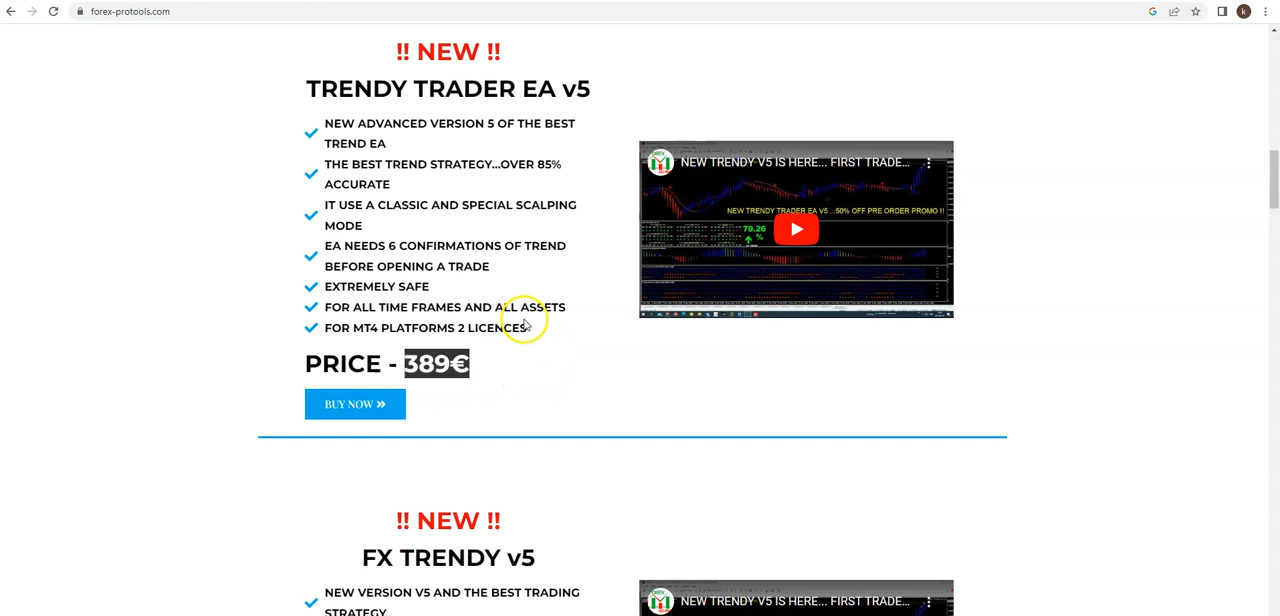 forex-protools.com
k
!! NEW !!
TRENDY TRADER EA v5
NEW ADVANCED VERSION 5 OF THE BEST
TREND EA
THE BEST TREND STRATEGY...OVER 85%
ACCURATE
IT USE A CLASSIC AND SPECIAL SCALPING
MODE
EA NEEDS 6 CONFIRMATIONS OF TREND
BEFORE OPENING A TRADE
EXTREMELY SAFE
FOR ALL TIME FRAMES AND ALL ASSETS
FOR MT4 PLATFORMS 2 LICENCES
PRICE - 389€
BUY NOW »
NEW TRENDY V5 IS HERE... FIRST TRADE...
NEW TRENDY TRADER EA V5...50% OFF PRE ORDER PROMO !!
79.26
%
!! NEW !!
FX TRENDY v5
NEW VERSION V5 AND THE BEST TRADING
STRATEGY
NEW TRENDY V5 IS HERE... FIRST TRADE...